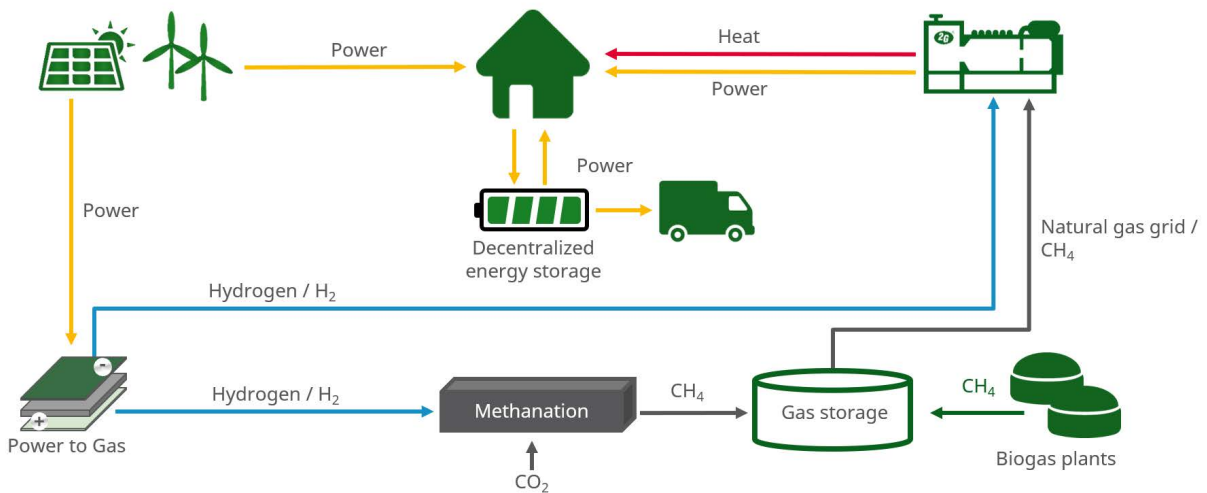 Power
Heat
2G
Power
Power
Power
Decentralized
energy storage
Natural gas grid /
CH₄
Hydrogen / H₂
-
+
Power to Gas
Hydrogen / H₂
Methanation
CO₂
CH₄
Gas storage
CH₄
Biogas plants